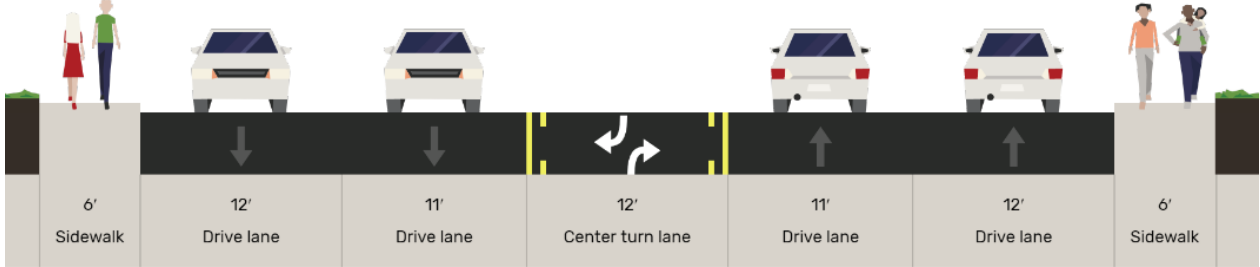 6′
Sidewalk
12′
Drive lane
11′
Drive lane
12′
Center turn lane
11′
Drive lane
12′
Drive lane
6′
Sidewalk